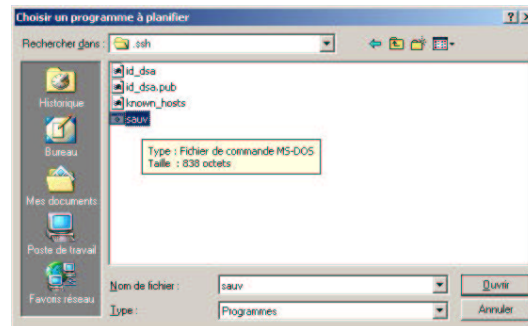 Choisir un programme à planifier
Rechercher dans : .ssh
id_dsa
id_dsa.pub
known_hosts
sauv
Type : Fichier de commande MS-DOS
Taille : 838 octets
Historique
Bureau
Mes documents
Poste de travail
Favoris réseau
Nom de fichier : sauv Ouvrir
Type : Programmes Annuler